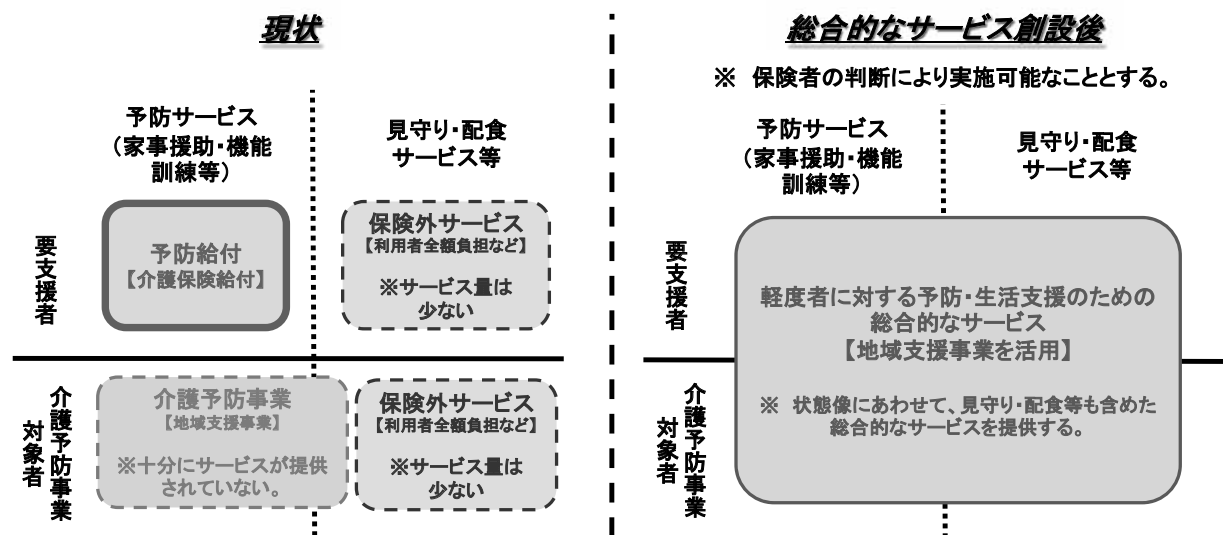 現状
予防サービス
（家事援助・機能
訓練等）
見守り・配食
サービス等
要支援者
予防給付
【介護保険給付】
保険外サービス
【利用者全額負担など】
※サービス量は
少ない
介護予防事業
対象者
介護予防事業
【地域支援事業】
※十分にサービスが提供
されていない。
保険外サービス
【利用者全額負担など】
※サービス量は
少ない
総合的なサービス創設後
※ 保険者の判断により実施可能なこととする。
予防サービス
（家事援助・機能
訓練等）
見守り・配食
サービス等
要支援者
介護予防事業
対象者
軽度者に対する予防・生活支援のための
総合的なサービス
【地域支援事業を活用】
※ 状態像にあわせて、見守り・配食等も含めた
総合的なサービスを提供する。